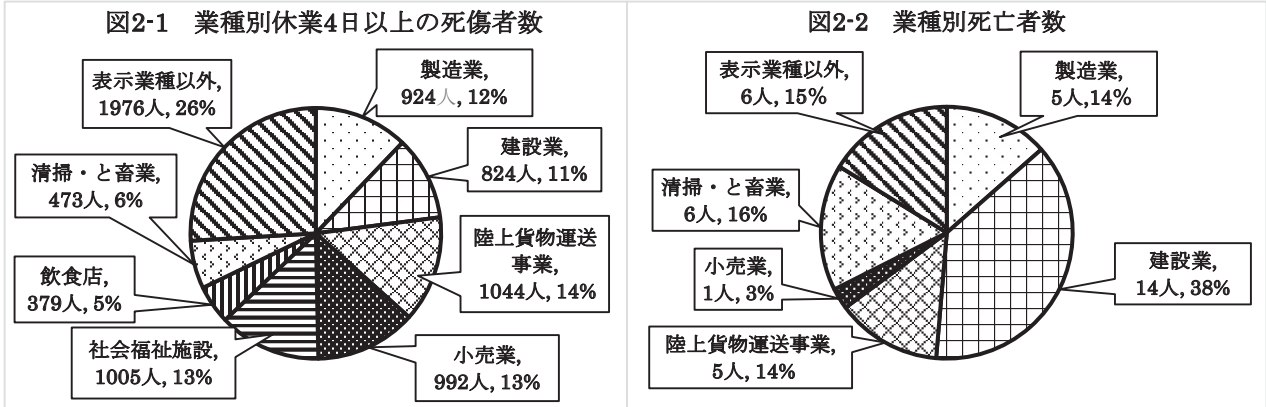 図2-1　業種別休業4日以上の死傷者数
製造業,
924人, 12%
建設業,
824人, 11%
陸上貨物運送
事業,
1044人, 14%
小売業,
992人, 13%
社会福祉施設,
1005人, 13%
飲食店,
379人, 5%
清掃・と畜業,
473人, 6%
表示業種以外,
1976人, 26%
図2-2　業種別死亡者数
製造業,
5人,14%
建設業,
14人, 38%
陸上貨物運送事業,
5人, 14%
小売業,
1人, 3%
清掃・と畜業,
6人, 16%
表示業種以外,
6人, 15%